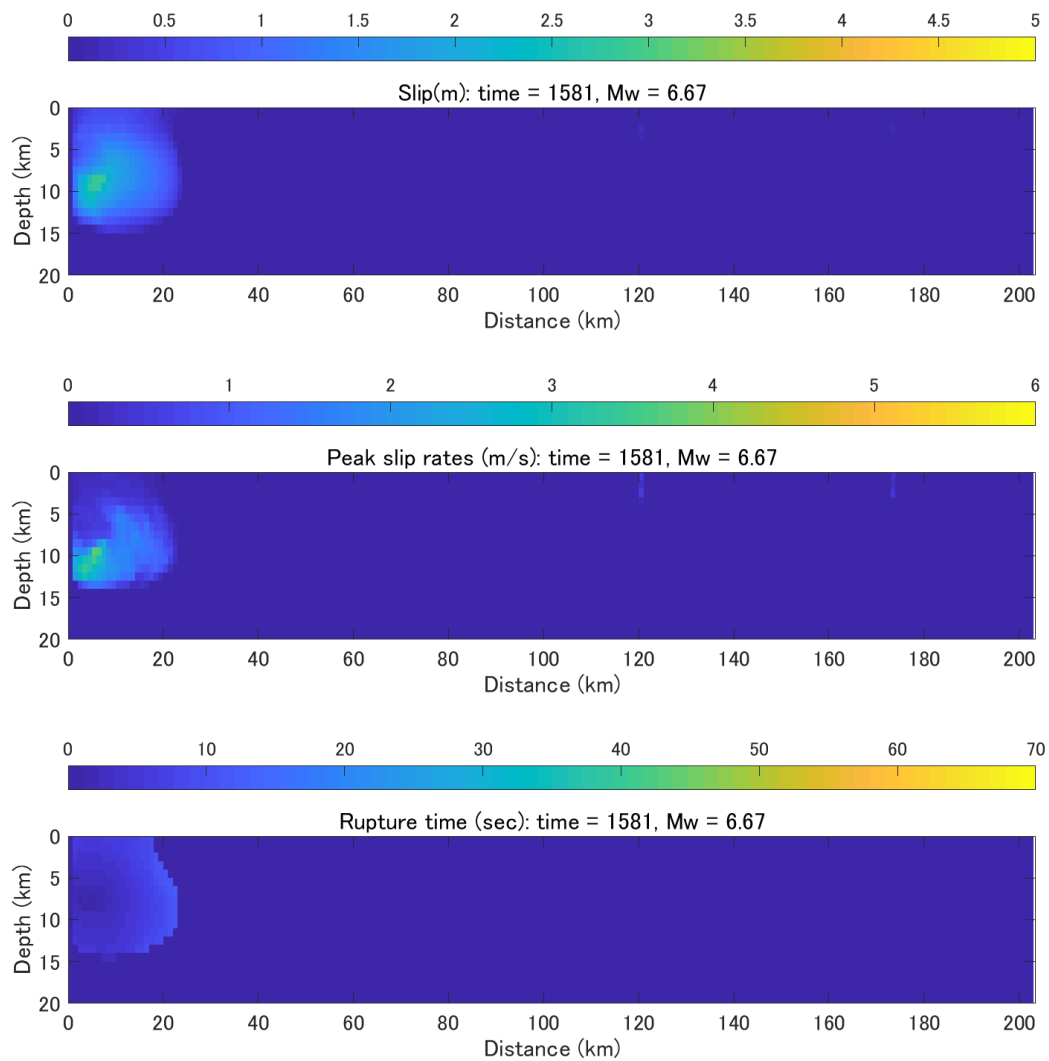 0 0.5 1 1.5 2 2.5 3 3.5 4 4.5 5
Slip(m): time = 1581, Mw = 6.67
0
5
10
15
20
Depth (km)
0 20 40 60 80 100 120 140 160 180 200
Distance (km)
0 1 2 3 4 5 6
Peak slip rates (m/s): time = 1581, Mw = 6.67
0
5
10
15
20
Depth (km)
0 20 40 60 80 100 120 140 160 180 200
Distance (km)
0 10 20 30 40 50 60 70
Rupture time (sec): time = 1581, Mw = 6.67
0
5
10
15
20
Depth (km)
0 20 40 60 80 100 120 140 160 180 200
Distance (km)